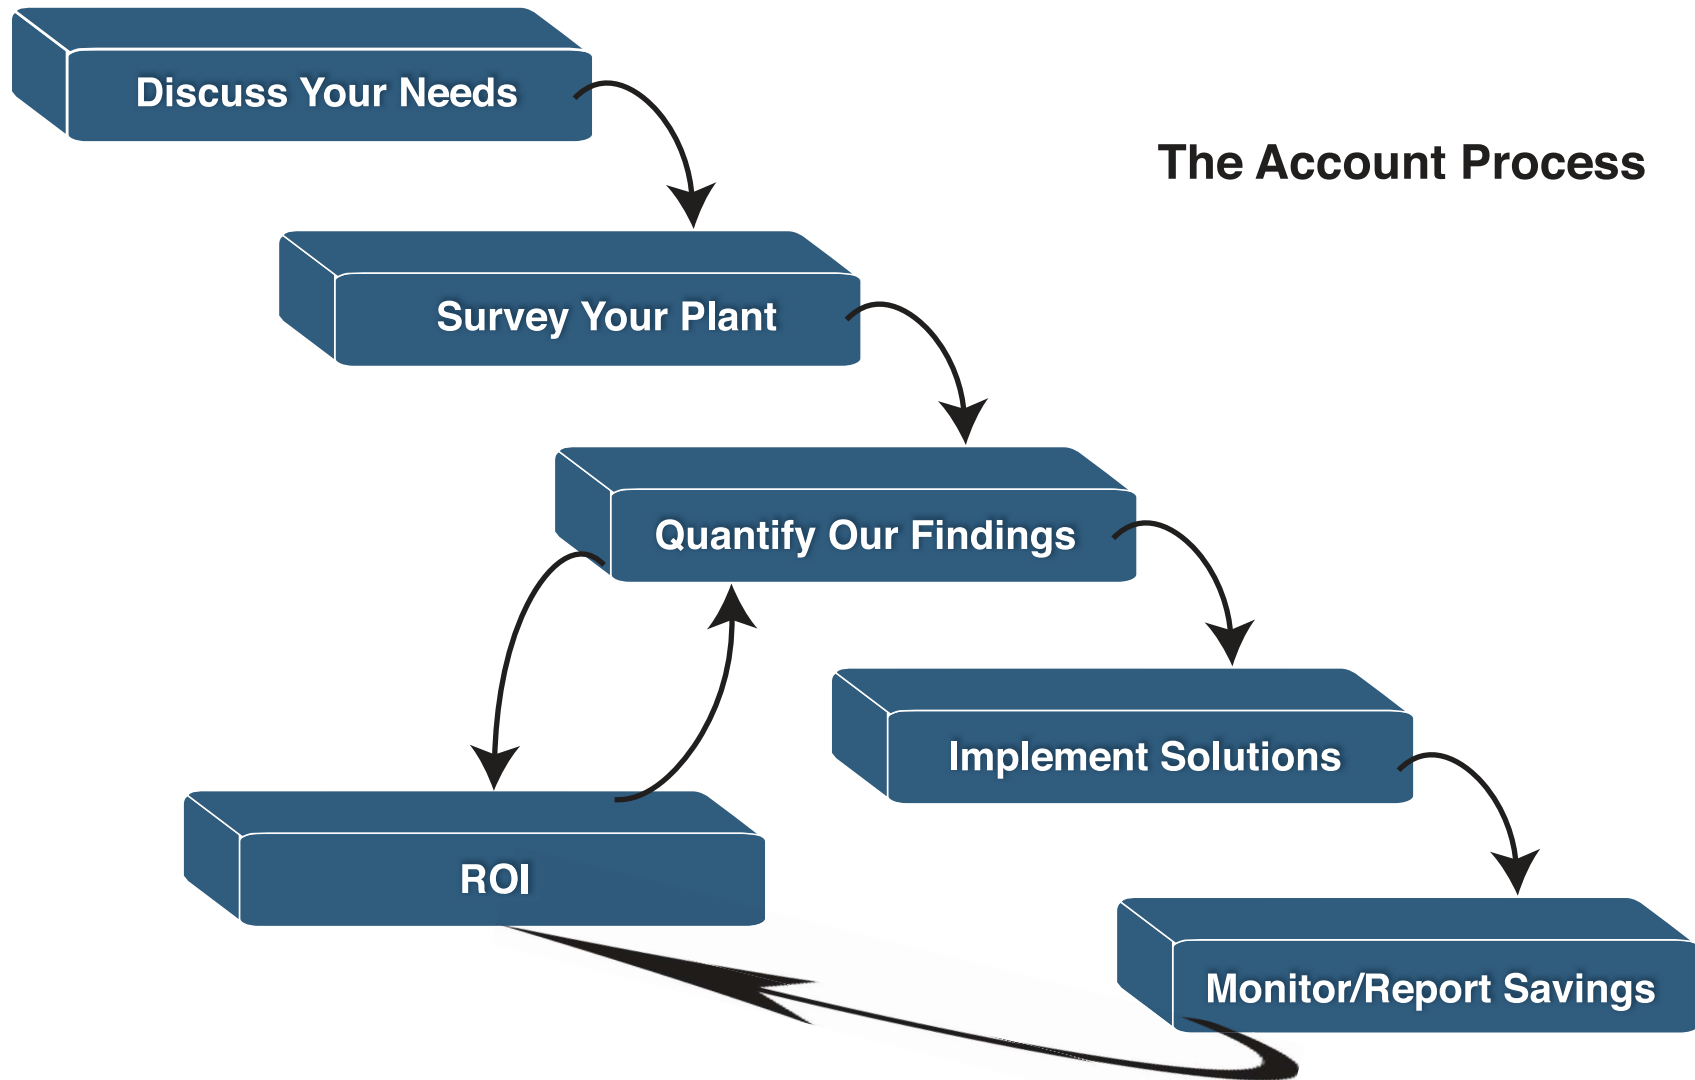 Discuss Your Needs
The Account Process
Survey Your Plant
Quantify Our Findings
Implement Solutions
ROI
Monitor/Report Savings